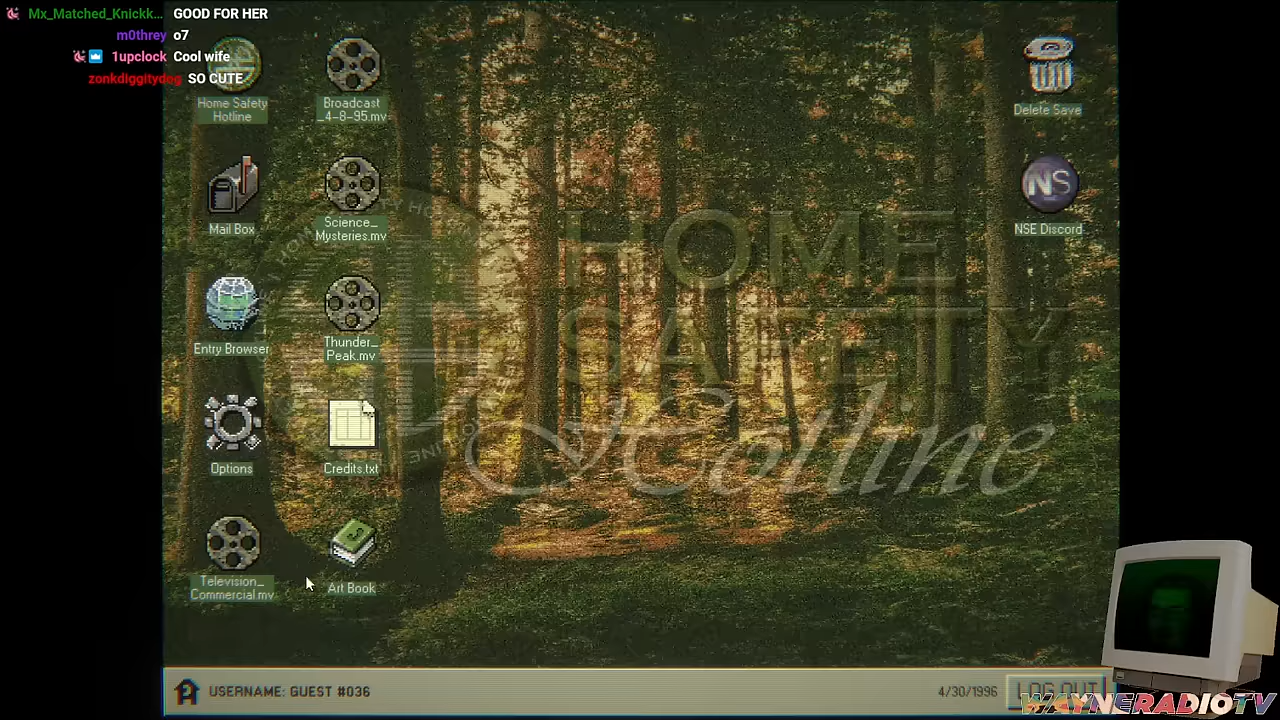 Mx_Matched_Knickk... GOOD FOR HER
m0threy o7
1upclock Cool wife
zonkdiggitydog SO CUTE
Home Safety
Hotline
Broadcast
_4-8-95.mv
Delete Save
Mail Box
Science_
Mysteries.mv
NSE Discord
NS
HOME
SAFETY
Hotline
Entry Browser
Thunder_
Peak.mv
Options
Credits.txt
Television_
Commercial.mv
Art Book
USERNAME: GUEST #036
4/30/1996
LOG OUT
WAYNERADIOTV